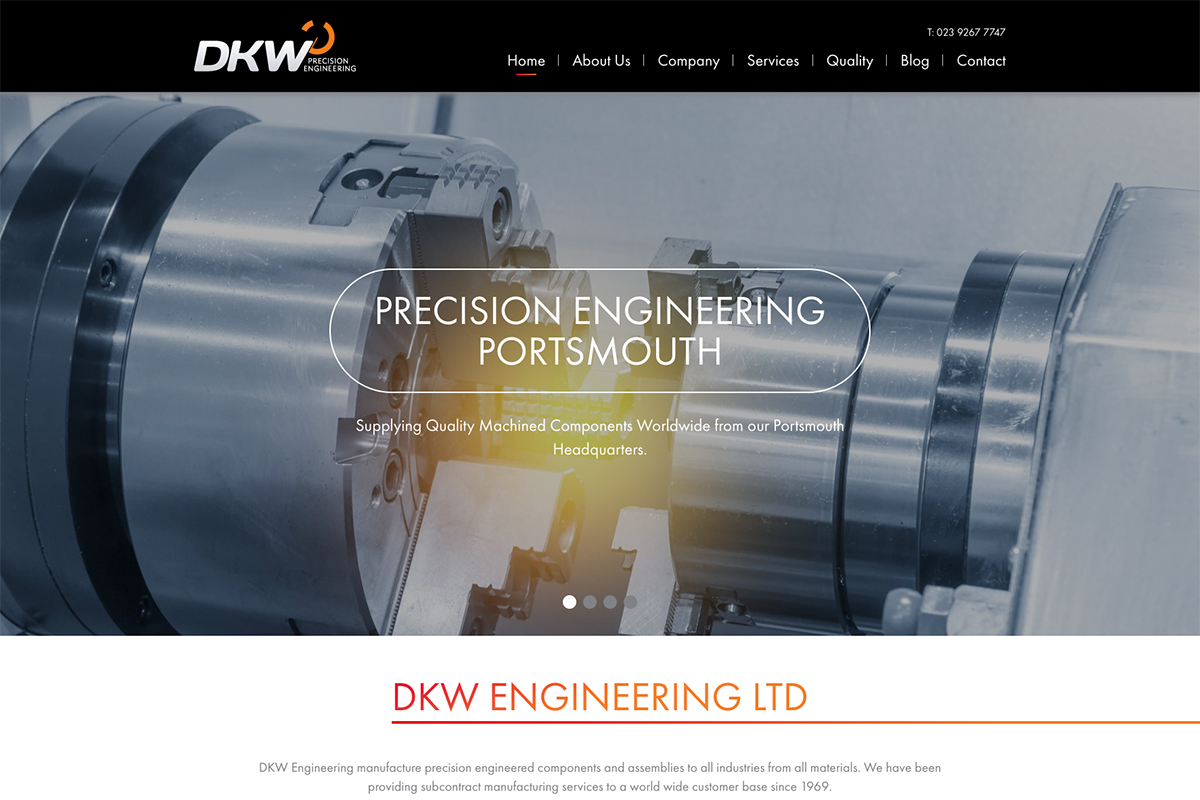 DKW
PRECISION
ENGINEERING
T: 023 9267 7747
Home
About Us
Company
Services
Quality
Blog
Contact
PRECISION ENGINEERING
PORTSMOUTH
Supplying Quality Machined Components Worldwide from our Portsmouth
Headquarters.
DKW ENGINEERING LTD
DKW Engineering manufacture precision engineered components and assemblies to all industries from all materials. We have been
providing subcontract manufacturing services to a world wide customer base since 1969.